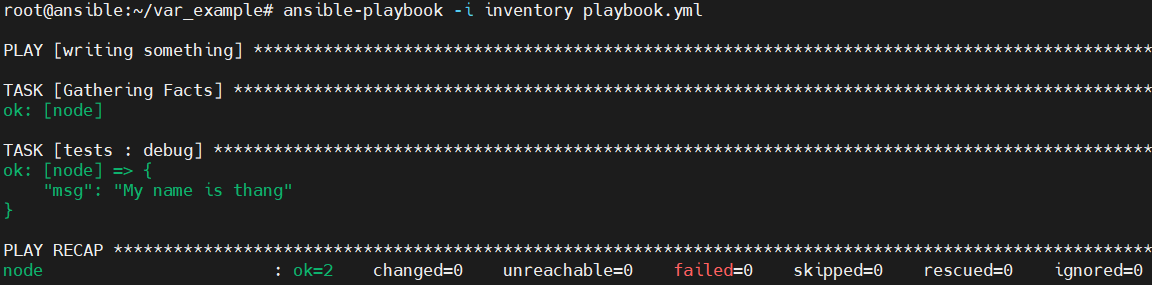 root@ansible:~/var_example# ansible-playbook -i inventory playbook.yml
PLAY [writing something] ******************************************************************************************
TASK [Gathering Facts] ********************************************************************************************
ok: [node]
TASK [tests : debug] **********************************************************************************************
ok: [node] => {
    "msg": "My name is thang"
}
PLAY RECAP ********************************************************************************************************
node                       : ok=2    changed=0    unreachable=0    failed=0    skipped=0    rescued=0    ignored=0